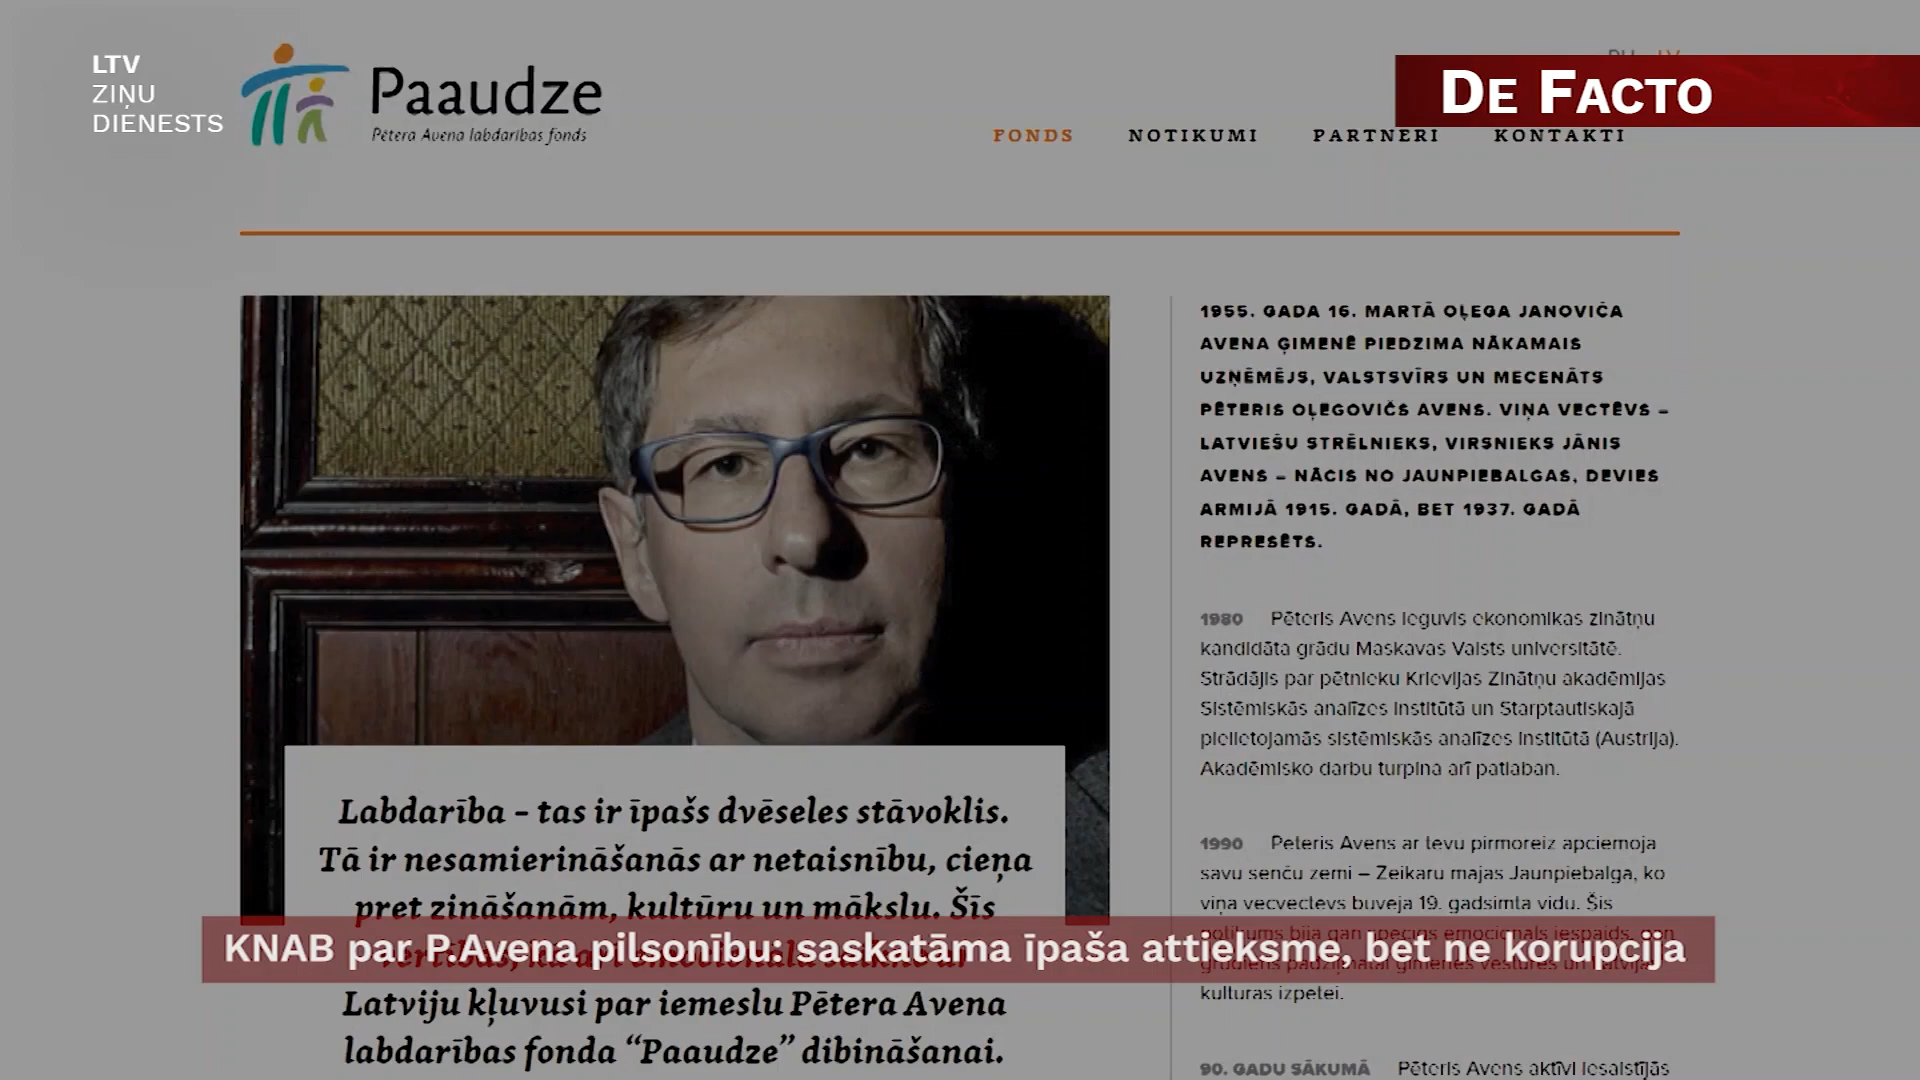 LTV
ZIŅU
DIENESTS
Paaudze
Pētera Avena labdarības fonds
DE FACTO
FONDS NOTIKUMI PARTNERI KONTAKTI
1955. GADA 16. MARTĀ OĻEGA JANOVIČA
AVENA ĢIMENĒ PIEDZIMA NĀKAMAIS
UZŅĒMĒJS, VALSTSVĪRS UN MECENĀTS
PĒTERIS OĻEGOVIČS AVENS. VIŅA VECTĒVS –
LATVIEŠU STRĒLNIEKS, VIRSNIEKS JĀNIS
AVENS – NĀCIS NO JAUNPIEBALGAS, DEVIES
ARMIJĀ 1915. GADĀ, BET 1937. GADĀ
REPRESĒTS.
1980 Pēteris Avens ieguvis ekonomikas zinātņu
kandidāta grādu Maskavas Valsts universitātē.
Strādājis par pētnieku Krievijas Zinātņu akadēmijas
Sistēmiskās analīzes institūtā un Starptautiskajā
pielietojamās sistēmiskās analīzes institūtā (Austrija).
Akadēmisko darbu turpina arī patlaban.
1990 Pēteris Avens ar tēvu pirmoreiz apciemoja
savu senču zemi – Zeikaru mājas Jaunpiebalgā, ko
viņa vecvectēvs būvēja 19. gadsimta vidū. Šis
kultūras izpētei.
90. GADU SĀKUMĀ Pēteris Avens aktīvi iesaistījās
Labdarība – tas ir īpašs dvēseles stāvoklis.
Tā ir nesamierināšanās ar netaisnību, cieņa
pret zināšanām, kultūru un mākslu. Šīs
Latviju kļuvusi par iemeslu Pētera Avena
labdarības fonda “Paaudze” dibināšanai.
KNAB par P.Avena pilsonību: saskatāma īpaša attieksme, bet ne korupcija